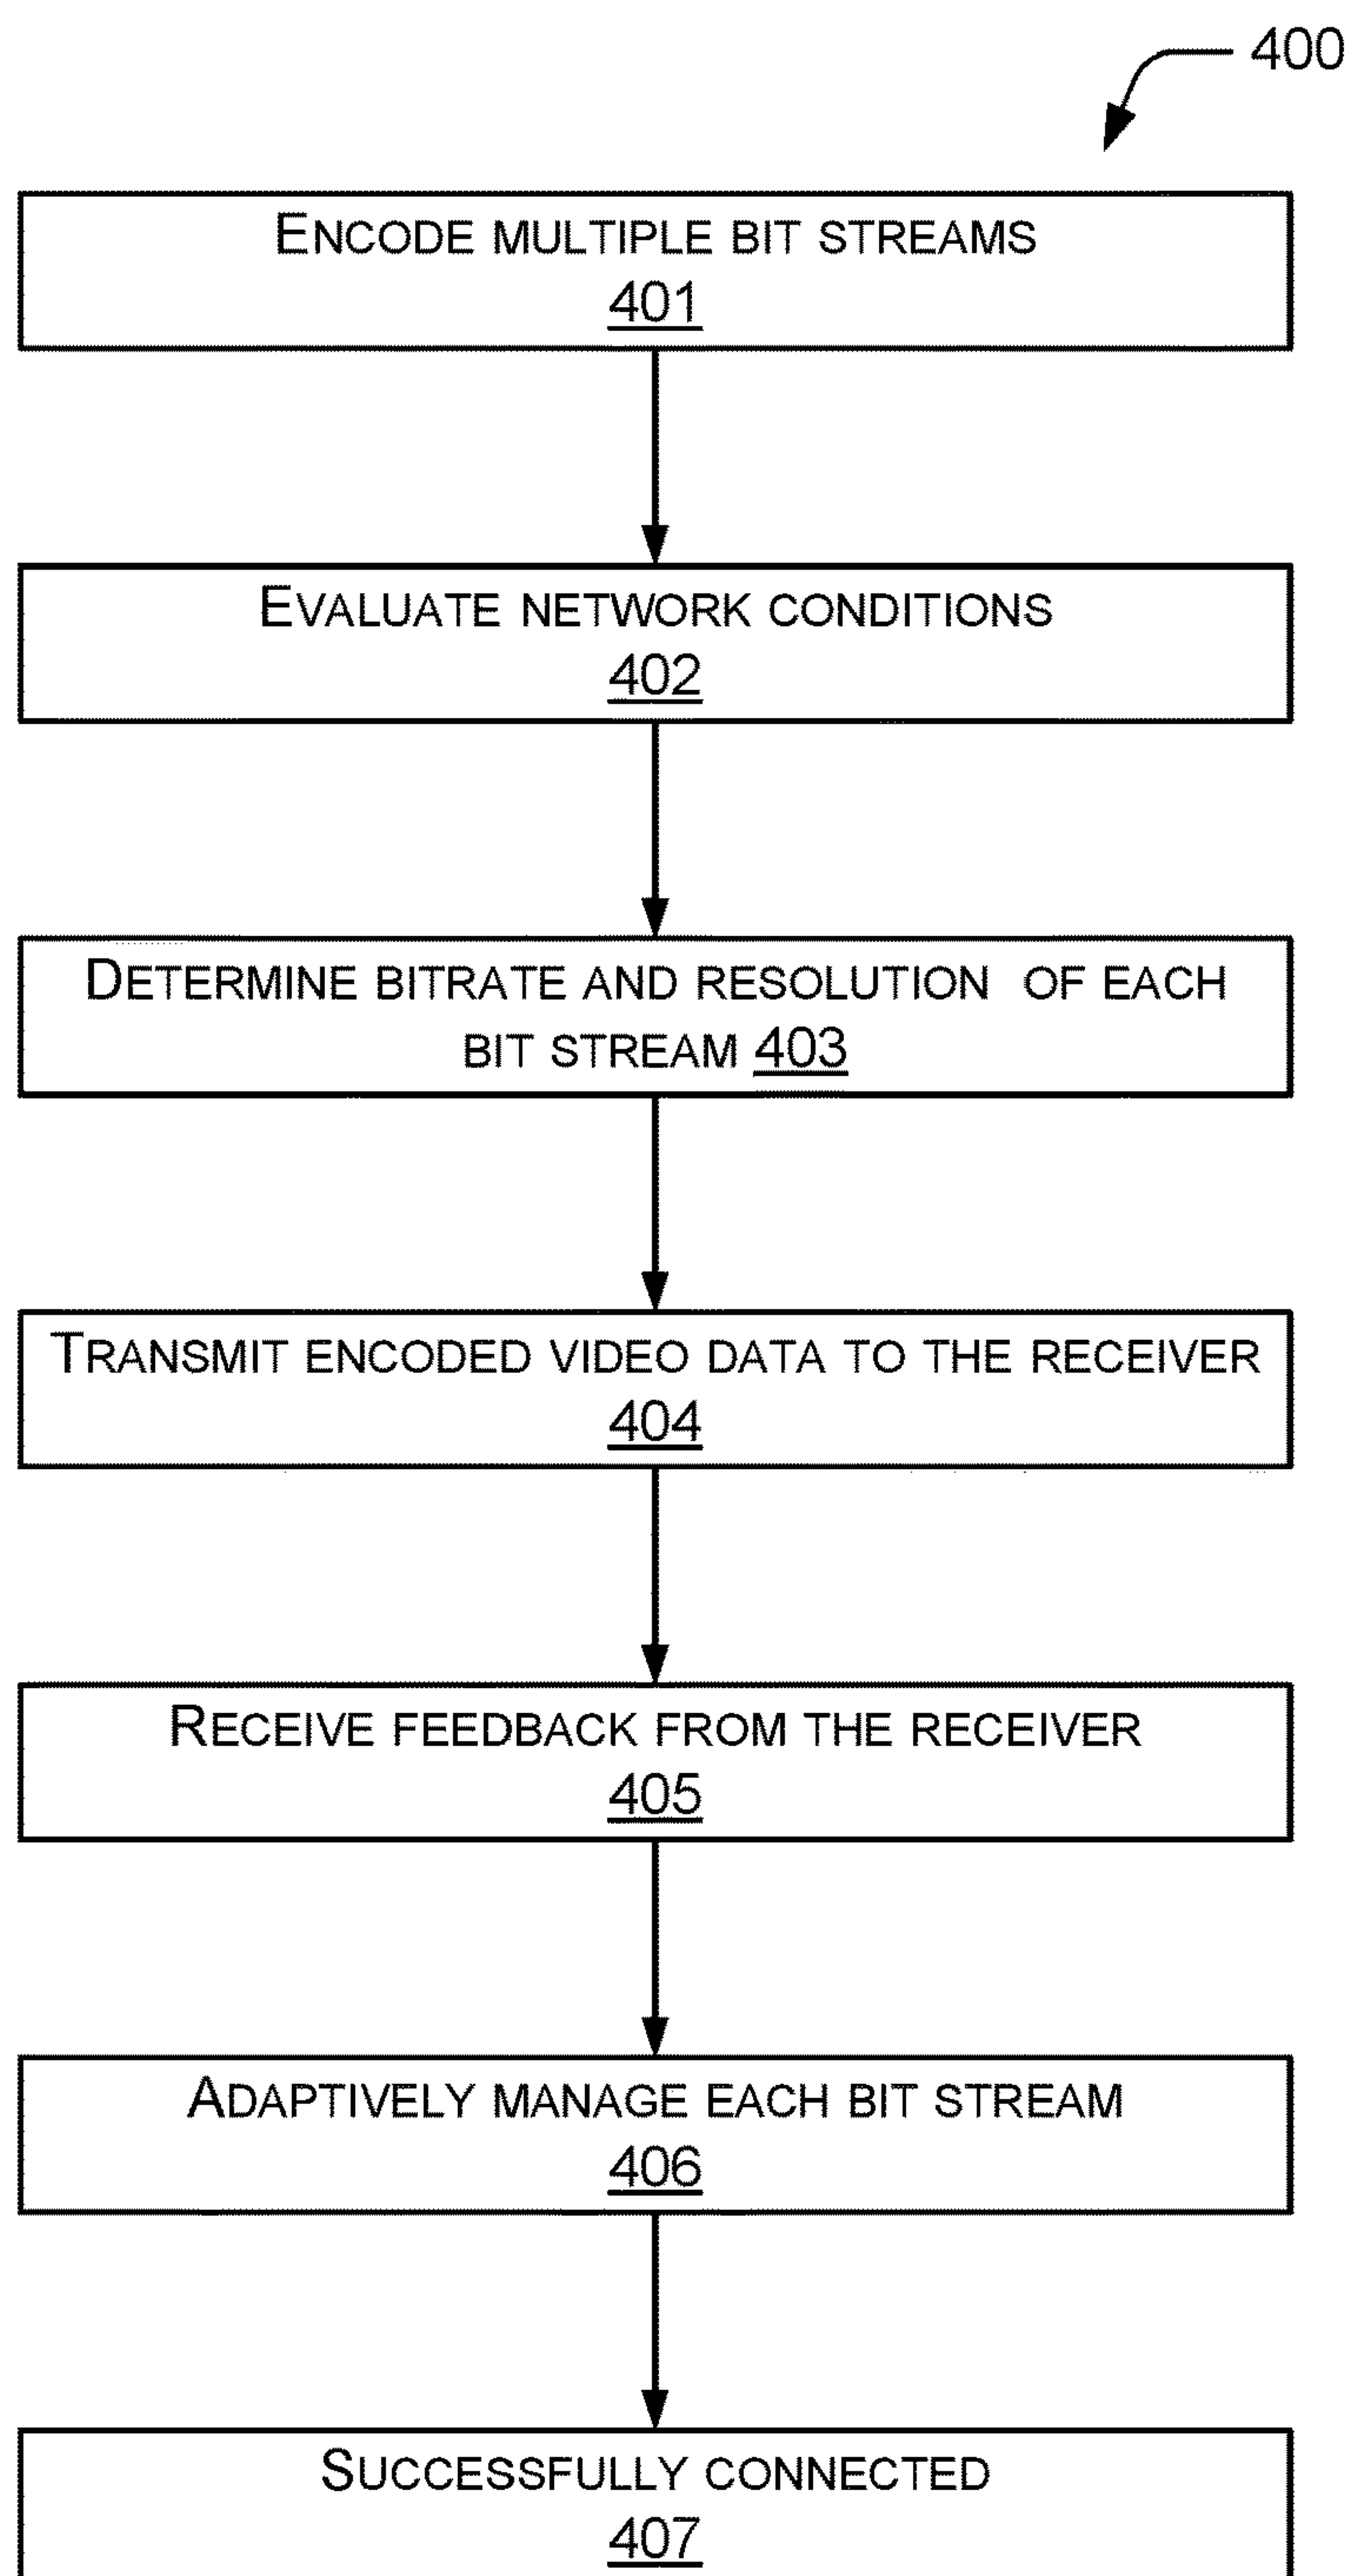 400
ENCODE MULTIPLE BIT STREAMS
401
EVALUATE NETWORK CONDITIONS
402
DETERMINE BITRATE AND RESOLUTION OF EACH
BIT STREAM 403
TRANSMIT ENCODED VIDEO DATA TO THE RECEIVER
404
RECEIVE FEEDBACK FROM THE RECEIVER
405
ADAPTIVELY MANAGE EACH BIT STREAM
406
SUCCESSFULLY CONNECTED
407